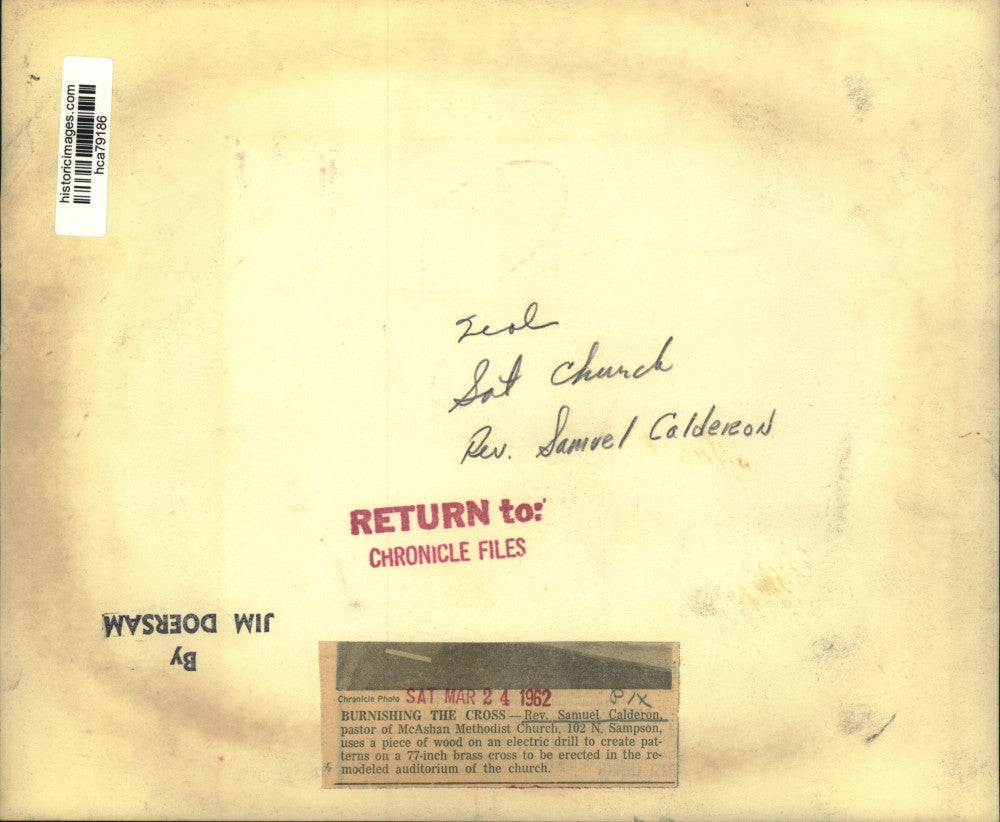 historicimages.com
hca79186
Sat Church
Rev. Samuel Calderon
RETURN to:
CHRONICLE FILES
By
JIM DOERSAM
Chronicle Photo SAT MAR 24 1962
BURNISHING THE CROSS—Rev. Samuel Calderon,
pastor of McAshan Methodist Church, 102 N. Sampson,
uses a piece of wood on an electric drill to create pat-
terns on a 77-inch brass cross to be erected in the re-
modeled auditorium of the church.